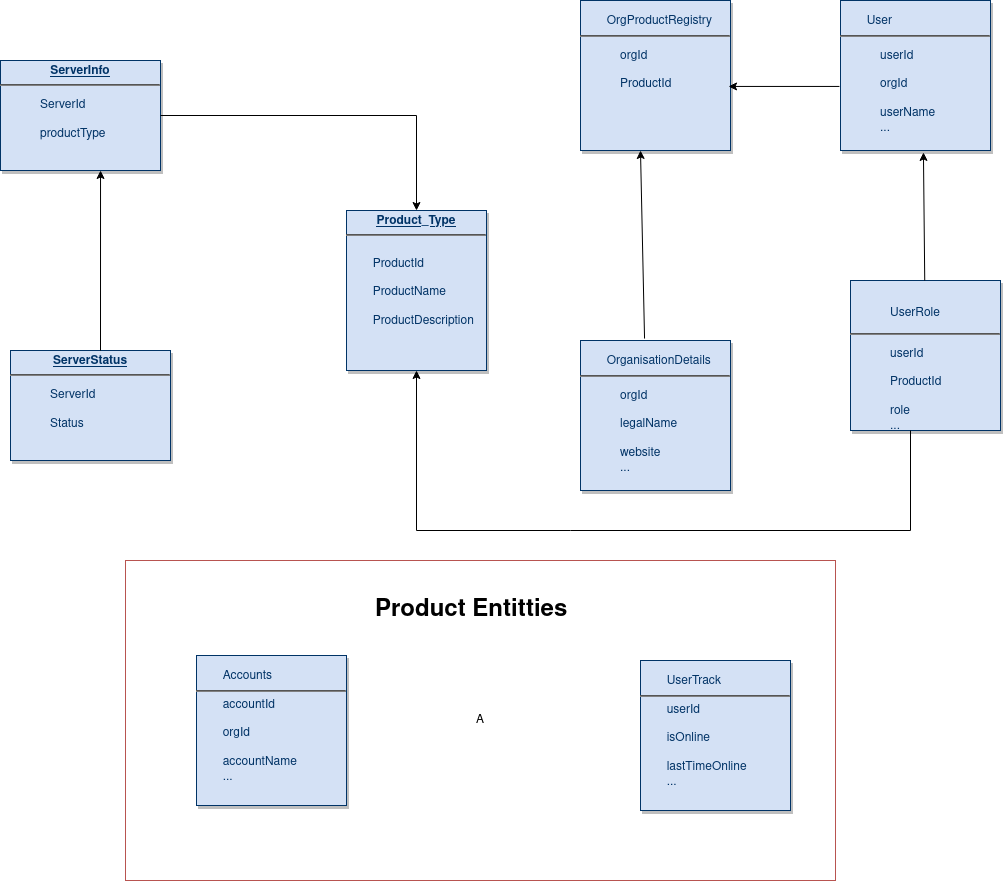 OrgProductRegistry
orgId
ProductId
User
userId
orgId
userName
...
ServerInfo
ServerId
productType
Product_Type
ProductId
ProductName
ProductDescription
UserRole
userId
ProductId
role
...
ServerStatus
ServerId
Status
OrganisationDetails
orgId
legalName
website
...
Product Entitties
Accounts
accountId
orgId
accountName
...
A
UserTrack
userId
isOnline
lastTimeOnline
...